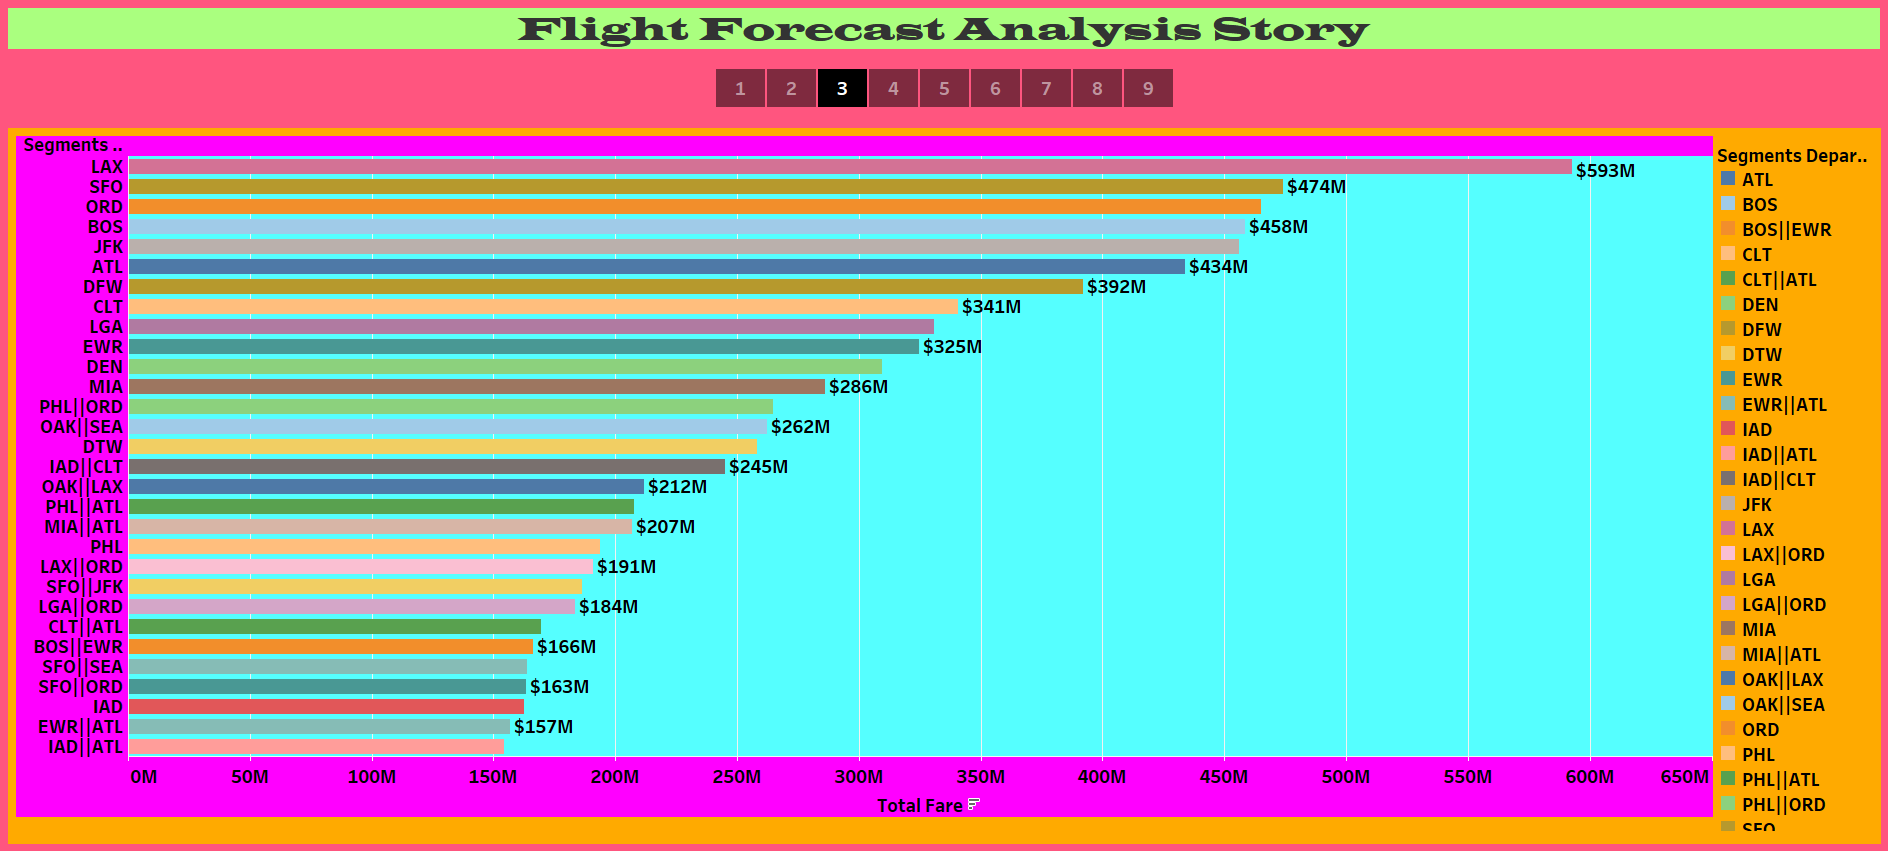 Flight Forecast Analysis Story
1 2 3 4 5 6 7 8 9
Segments ..
LAX $593M
SFO $474M
ORD
BOS $458M
JFK
ATL $434M
DFW $392M
CLT $341M
LGA
EWR $325M
DEN
MIA $286M
PHL||ORD
OAK||SEA $262M
DTW
IAD||CLT $245M
OAK||LAX $212M
PHL||ATL
MIA||ATL $207M
PHL
LAX||ORD $191M
SFO||JFK
LGA||ORD $184M
CLT||ATL
BOS||EWR $166M
SFO||SEA
SFO||ORD $163M
IAD
EWR||ATL $157M
IAD||ATL
0M 50M 100M 150M 200M 250M 300M 350M 400M 450M 500M 550M 600M 650M
Total Fare
Segments Depar..
ATL
BOS
BOS||EWR
CLT
CLT||ATL
DEN
DFW
DTW
EWR
EWR||ATL
IAD
IAD||ATL
IAD||CLT
JFK
LAX
LAX||ORD
LGA
LGA||ORD
MIA
MIA||ATL
OAK||LAX
OAK||SEA
ORD
PHL
PHL||ATL
PHL||ORD
SFO